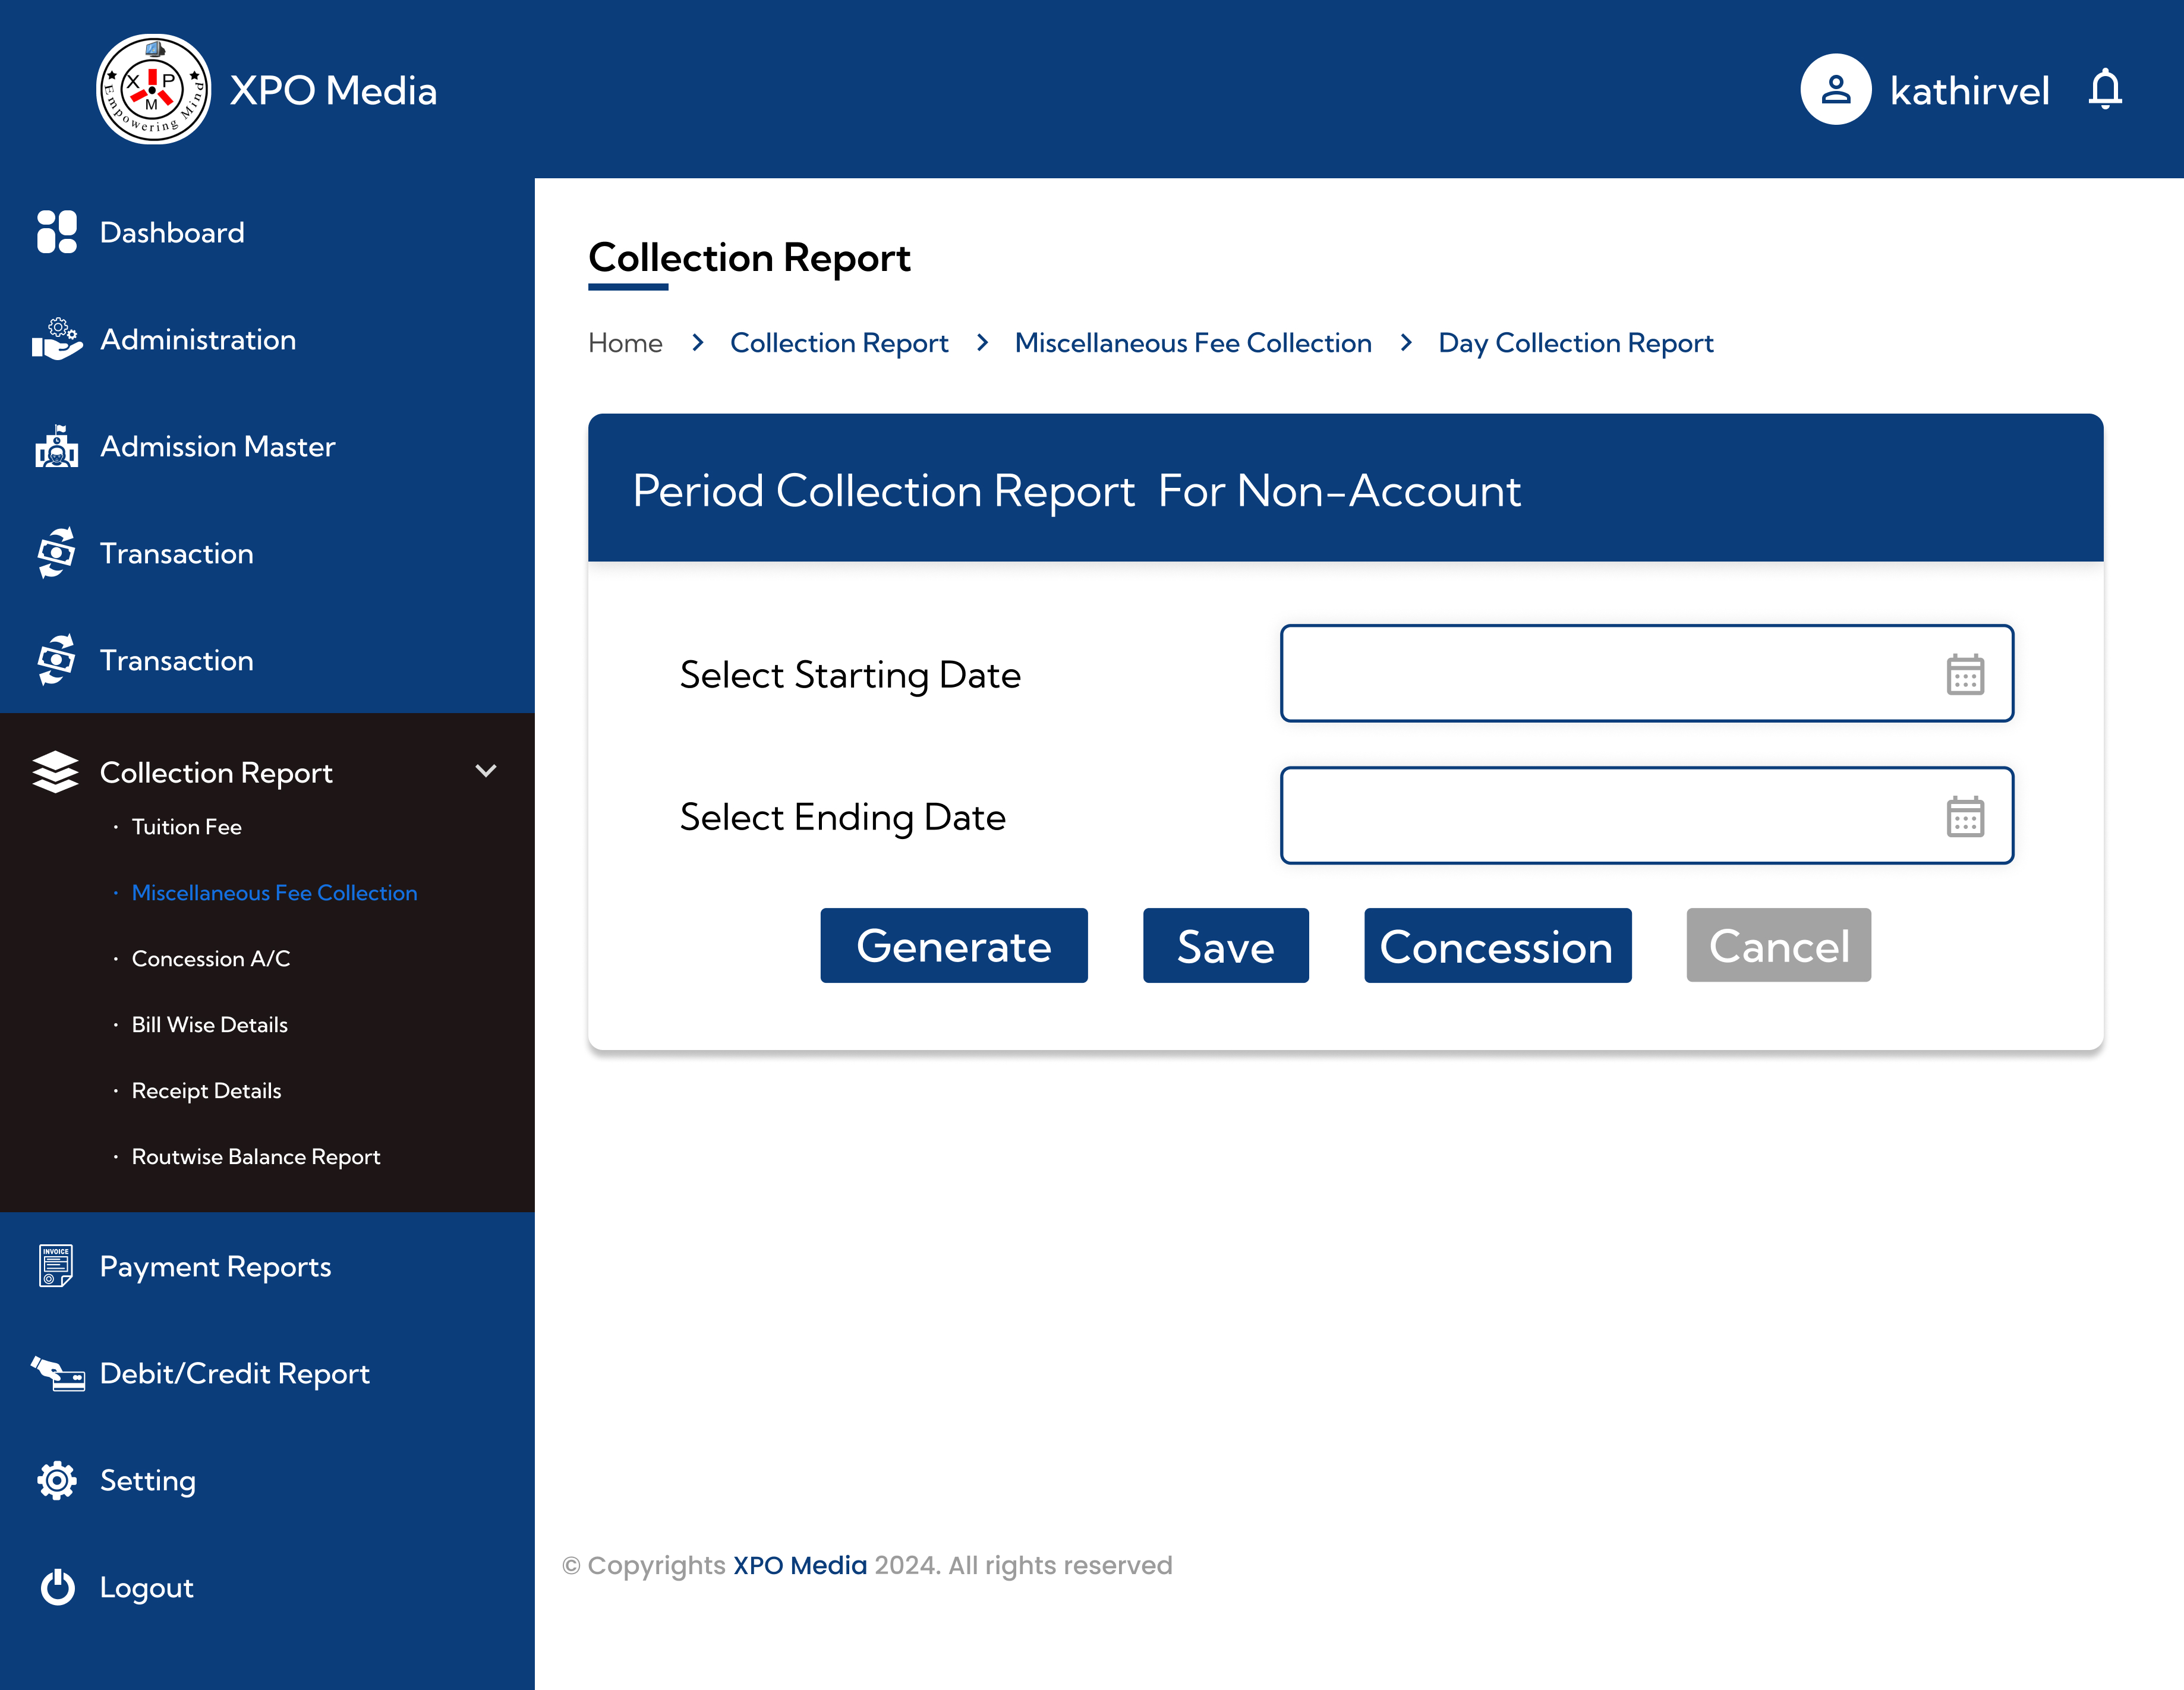 X P M
Empowering Mind
XPO Media
kathirvel
Dashboard
Administration
Admission Master
Transaction
Transaction
Collection Report
· Tuition Fee
· Miscellaneous Fee Collection
· Concession A/C
· Bill Wise Details
· Receipt Details
· Routwise Balance Report
INVOICE
Payment Reports
Debit/Credit Report
Setting
Logout
Collection Report
Home > Collection Report > Miscellaneous Fee Collection > Day Collection Report
Period Collection Report For Non-Account
Select Starting Date
Select Ending Date
Generate Save Concession Cancel
© Copyrights XPO Media 2024. All rights reserved